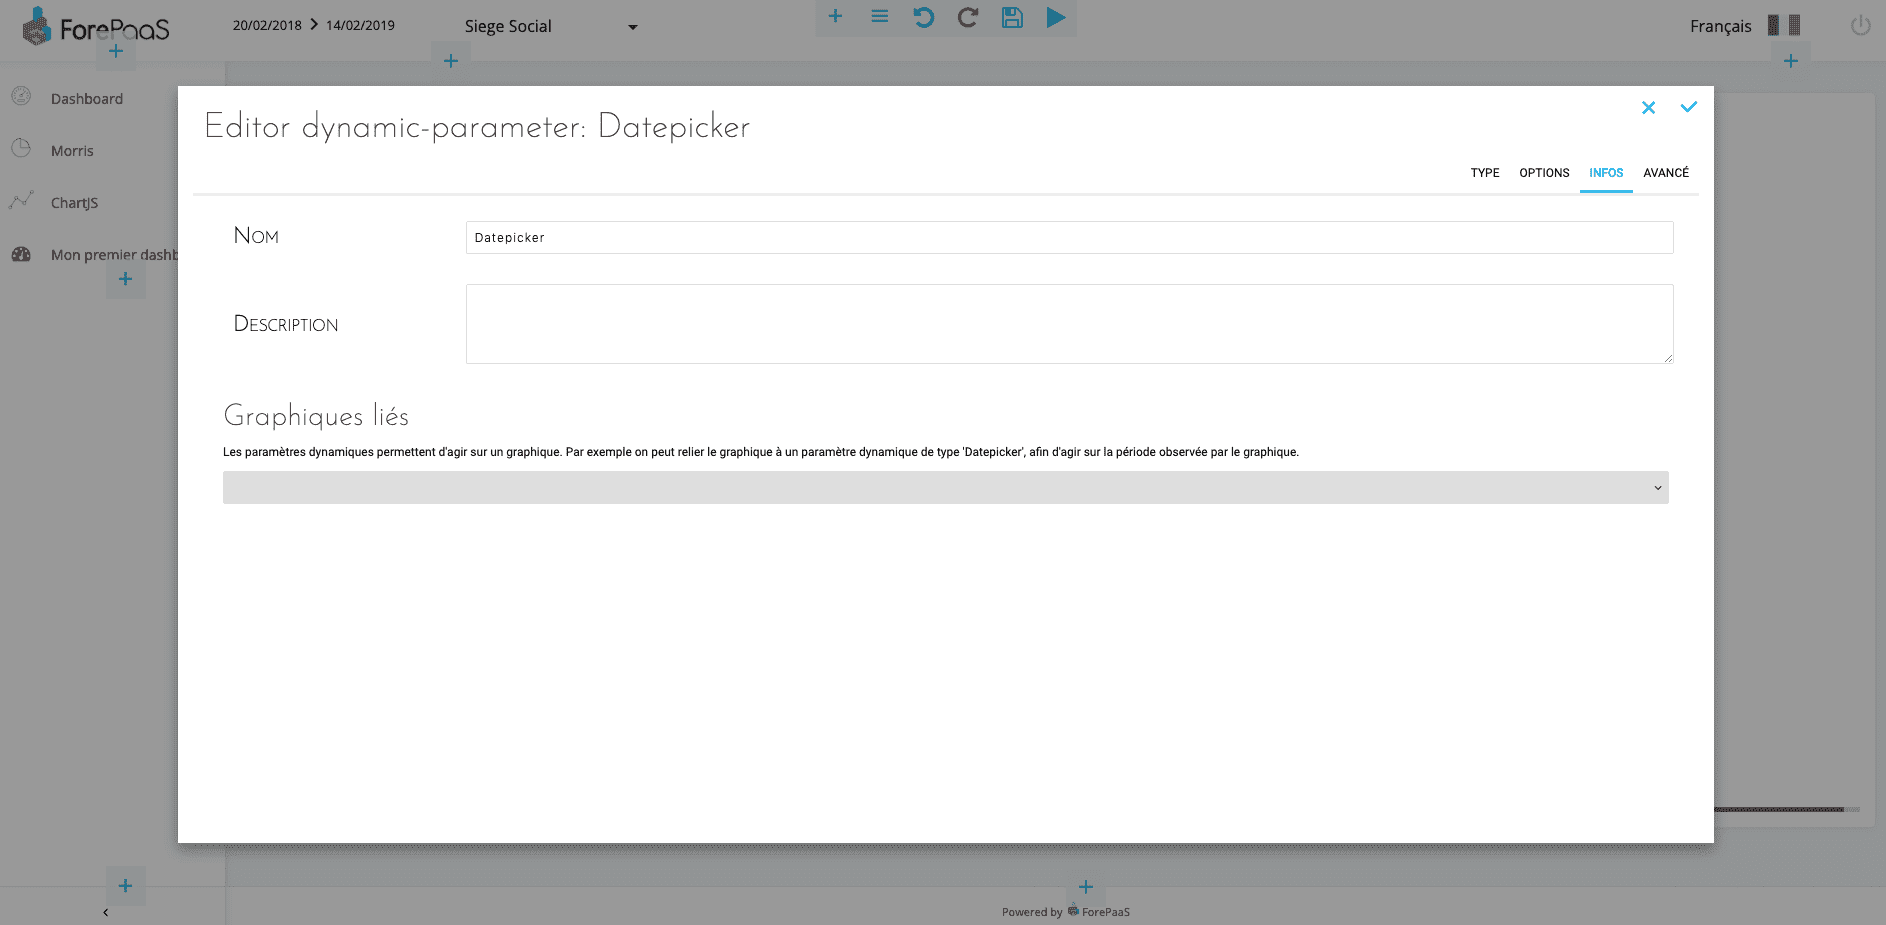 ForePaaS
20/02/2018 > 14/02/2019
Siege Social
Français
Dashboard
Morris
ChartJS
Mon premier dashb
Editor dynamic-parameter: Datepicker
TYPE OPTIONS INFOS AVANCÉ
Nom
Datepicker
Description
Graphiques liés
Les paramètres dynamiques permettent d'agir sur un graphique. Par exemple on peut relier le graphique à un paramètre dynamique de type 'Datepicker', afin d'agir sur la période observée par le graphique.
Powered by ForePaaS